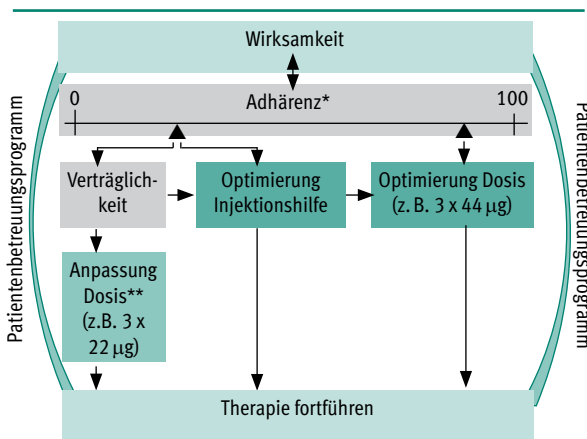 Wirksamkeit
Adhärenz*
0
100
Patientenbetreuungsprogramm
Patientenbetreuungsprogramm
Verträglich-
keit
Optimierung
Injektionshilfe
Optimierung Dosis
(z. B. 3 x 44 µg)
Anpassung
Dosis**
(z.B. 3 x
22 µg)
Therapie fortführen